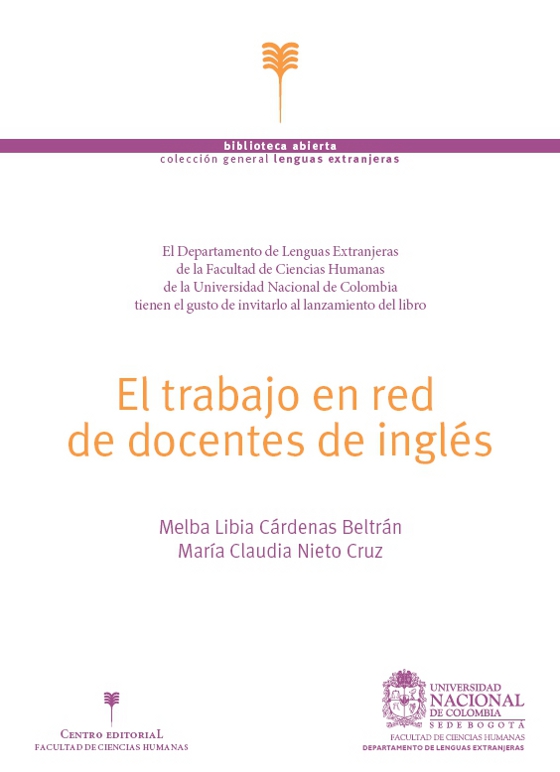 biblioteca abierta
colección general lenguas extranjeras
El Departamento de Lenguas Extranjeras
de la Facultad de Ciencias Humanas
de la Universidad Nacional de Colombia
tienen el gusto de invitarlo al lanzamiento del libro
El trabajo en red
de docentes de inglés
Melba Libia Cárdenas Beltrán
María Claudia Nieto Cruz
Centro editorial
facultad de ciencias humanas
UNIVERSIDAD
NACIONAL
DE COLOMBIA
SEDE BOGOTÁ
FACULTAD DE CIENCIAS HUMANAS
DEPARTAMENTO DE LENGUAS EXTRANJERAS